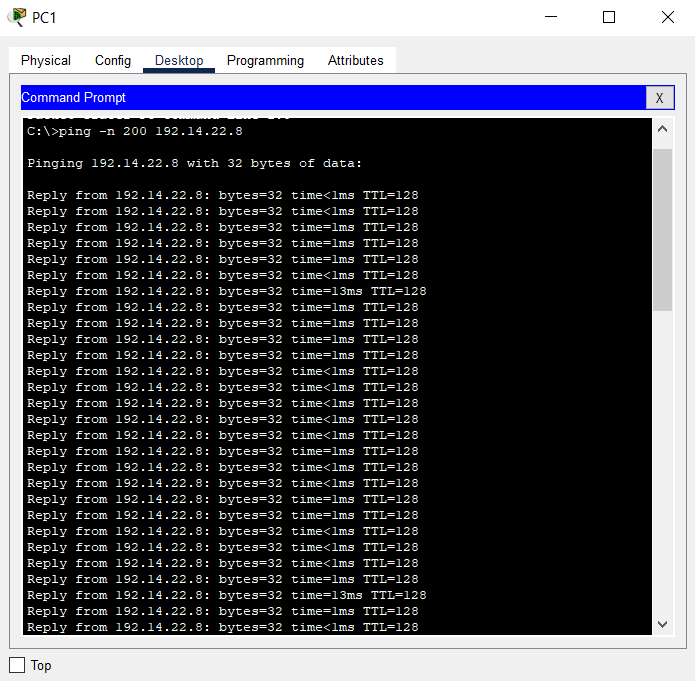 PC1
Physical Config Desktop Programming Attributes
Command Prompt X
C:\>ping -n 200 192.14.22.8
Pinging 192.14.22.8 with 32 bytes of data:
Reply from 192.14.22.8: bytes=32 time<1ms TTL=128
Reply from 192.14.22.8: bytes=32 time<1ms TTL=128
Reply from 192.14.22.8: bytes=32 time=1ms TTL=128
Reply from 192.14.22.8: bytes=32 time=1ms TTL=128
Reply from 192.14.22.8: bytes=32 time=1ms TTL=128
Reply from 192.14.22.8: bytes=32 time<1ms TTL=128
Reply from 192.14.22.8: bytes=32 time=13ms TTL=128
Reply from 192.14.22.8: bytes=32 time=1ms TTL=128
Reply from 192.14.22.8: bytes=32 time=1ms TTL=128
Reply from 192.14.22.8: bytes=32 time=1ms TTL=128
Reply from 192.14.22.8: bytes=32 time<1ms TTL=128
Reply from 192.14.22.8: bytes=32 time<1ms TTL=128
Reply from 192.14.22.8: bytes=32 time<1ms TTL=128
Reply from 192.14.22.8: bytes=32 time<1ms TTL=128
Reply from 192.14.22.8: bytes=32 time<1ms TTL=128
Reply from 192.14.22.8: bytes=32 time<1ms TTL=128
Reply from 192.14.22.8: bytes=32 time=1ms TTL=128
Reply from 192.14.22.8: bytes=32 time<1ms TTL=128
Reply from 192.14.22.8: bytes=32 time=1ms TTL=128
Reply from 192.14.22.8: bytes=32 time=1ms TTL=128
Reply from 192.14.22.8: bytes=32 time=1ms TTL=128
Reply from 192.14.22.8: bytes=32 time<1ms TTL=128
Reply from 192.14.22.8: bytes=32 time<1ms TTL=128
Reply from 192.14.22.8: bytes=32 time<1ms TTL=128
Reply from 192.14.22.8: bytes=32 time=1ms TTL=128
Reply from 192.14.22.8: bytes=32 time=13ms TTL=128
Reply from 192.14.22.8: bytes=32 time=1ms TTL=128
Reply from 192.14.22.8: bytes=32 time<1ms TTL=128
Top